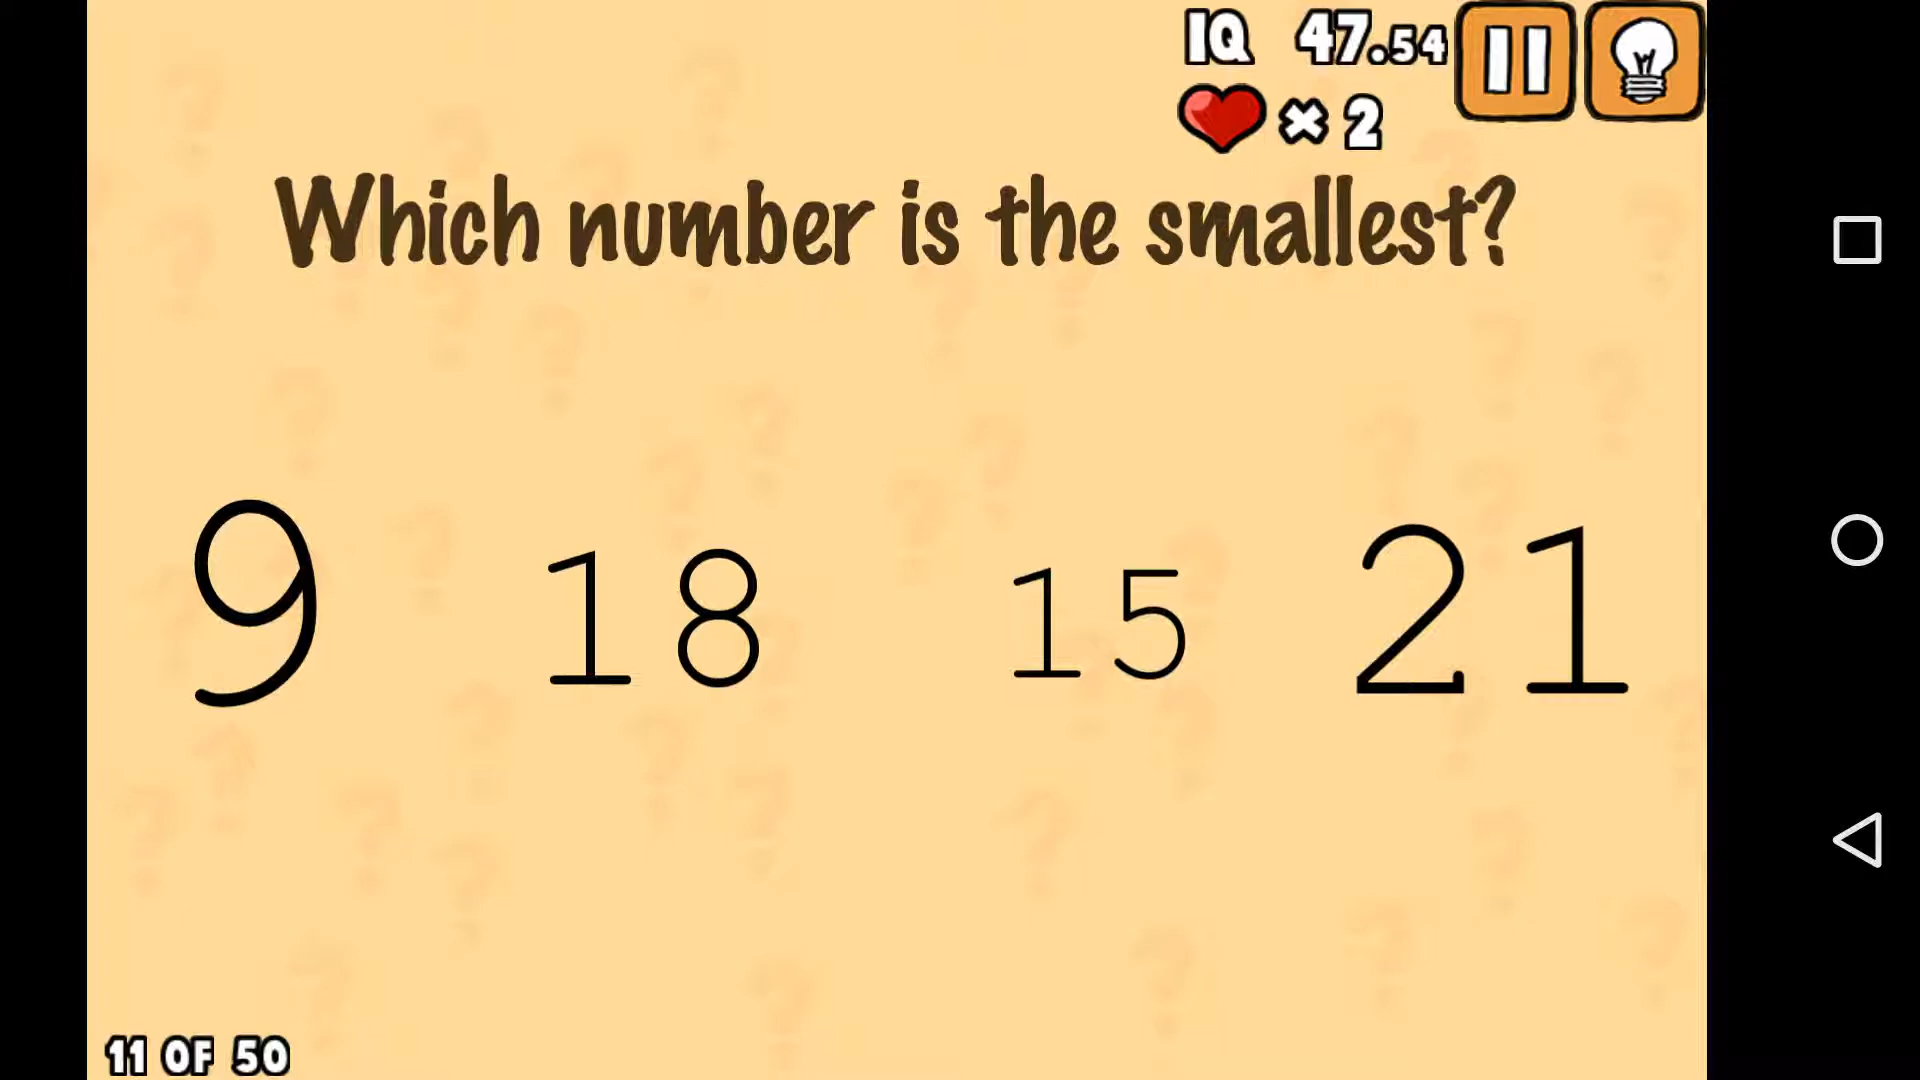 IQ 47.54
× 2
Which number is the smallest?
9 18 15 21
11 OF 50